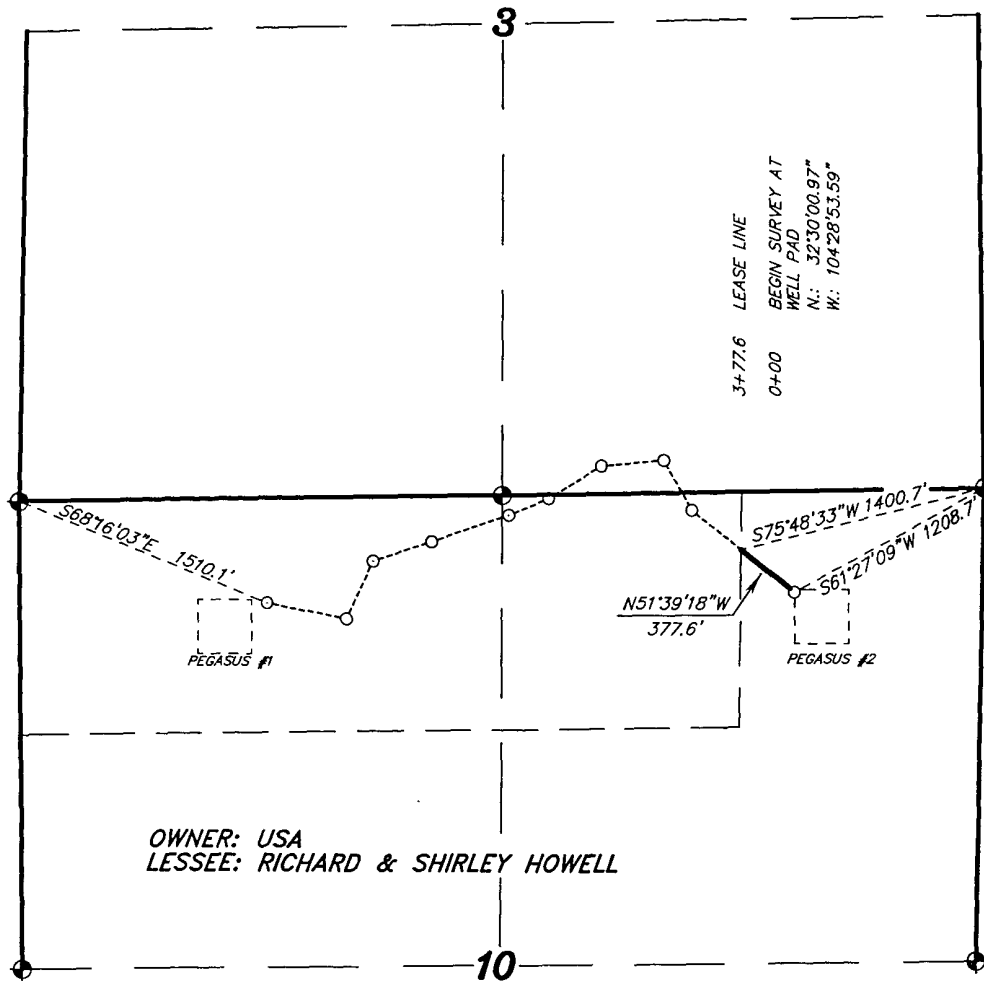 3
3+77.6 LEASE LINE
0+00 BEGIN SURVEY AT
WELL PAD
N.: 32°30'00.97"
W.: 104°28'53.59"
S68°16'03"E 1510.1'
S75°48'33"W 1400.7'
S61°27'09"W 1208.7'
N51°39'18"W
377.6'
PEGASUS #1
PEGASUS #2
OWNER: USA
LESSEE: RICHARD & SHIRLEY HOWELL
10